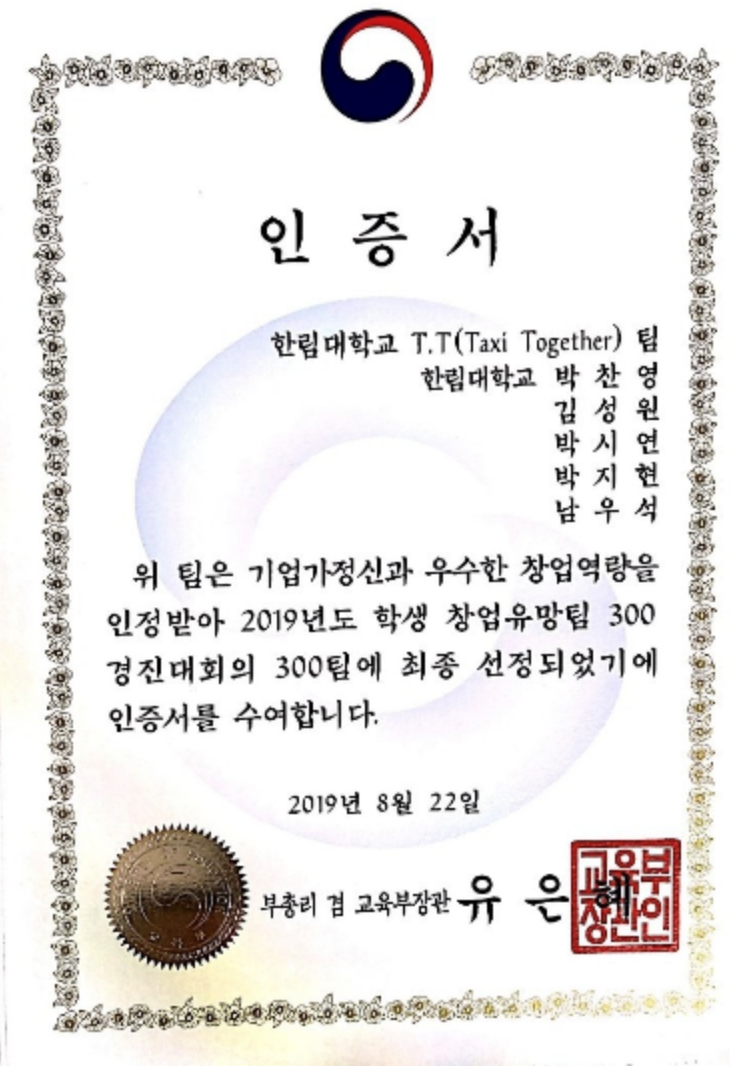 인 증 서
한림대학교 T.T(Taxi Together) 팀
한림대학교 박 찬 영
김 성 원
박 시 연
박 지 현
남 우 석
위 팀은 기업가정신과 우수한 창업역량을
인정받아 2019년도 학생 창업유망팀 300
경진대회의 300팀에 최종 선정되었기에
인증서를 수여합니다.
2019년 8월 22일
부총리 겸 교육부장관 유 은 혜
교육부
장관인